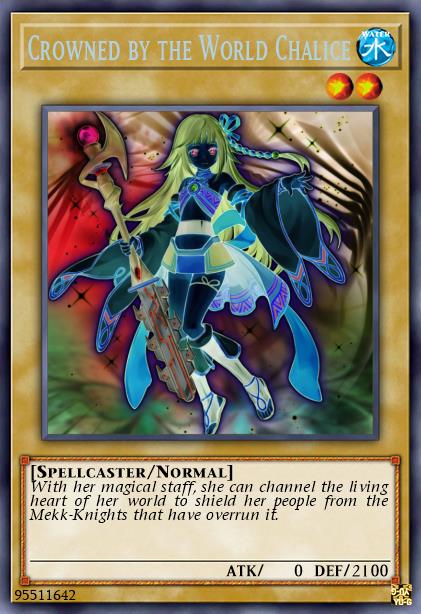 CROWNED BY THE WORLD CHALICE
WATER
水
[SPELLCASTER/NORMAL]
With her magical staff, she can channel the living
heart of her world to shield her people from the
Mekk-Knights that have overrun it.
ATK/ 0 DEF/2100
95511642